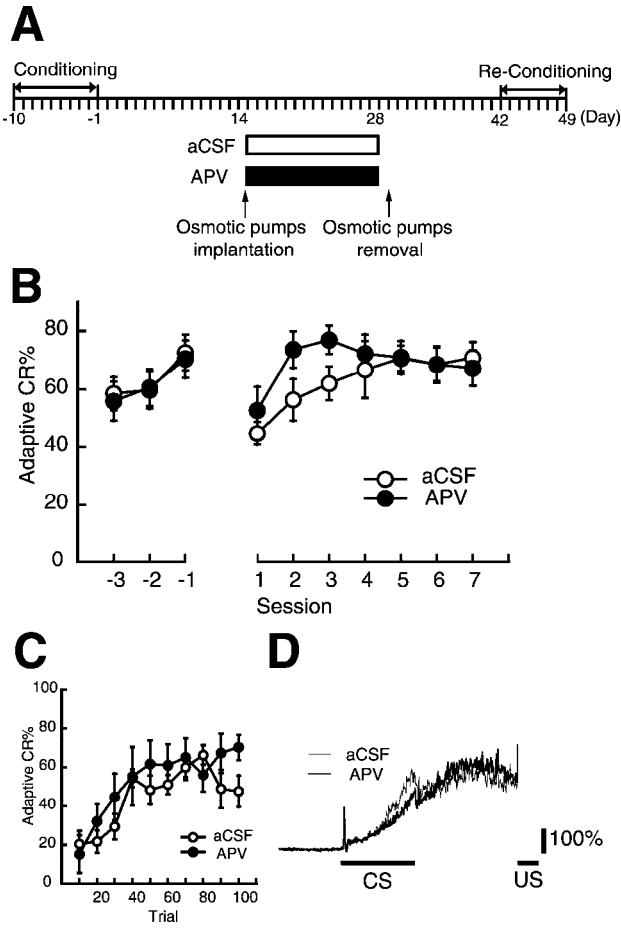 A
Conditioning
Re-Conditioning
-10 -1 14 28 42 49 (Day)
aCSF
APV
Osmotic pumps implantation
Osmotic pumps removal
B
Adaptive CR%
80
60
40
20
0
aCSF
APV
-3 -2 -1 1 2 3 4 5 6 7
Session
C
Adaptive CR%
100
80
60
40
20
0
aCSF
APV
20 40 60 80 100
Trial
D
aCSF
APV
100%
CS
US